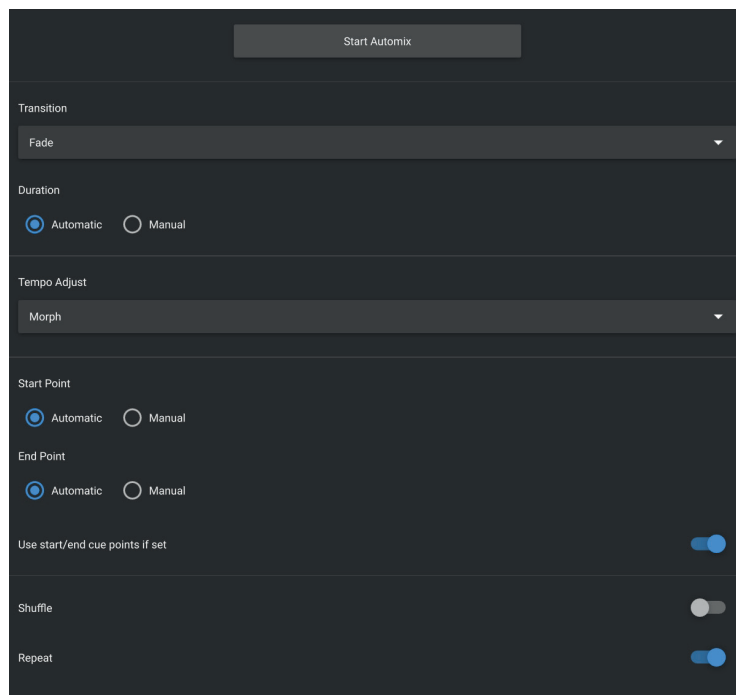 Start Automix
Transition
Fade
Duration
Automatic Manual
Tempo Adjust
Morph
Start Point
Automatic Manual
End Point
Automatic Manual
Use start/end cue points if set
Shuffle
Repeat